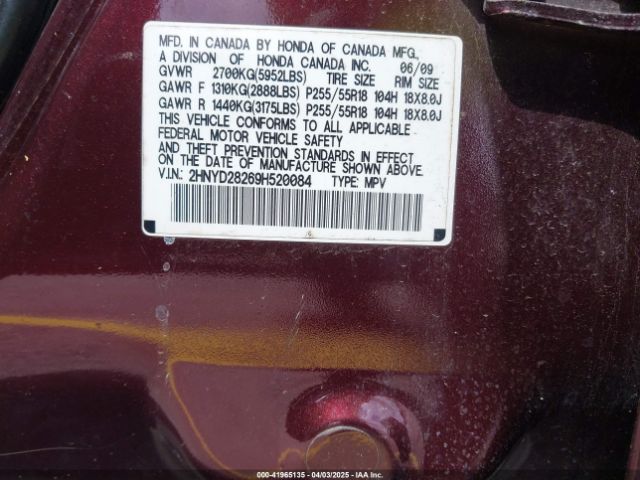 MFD. IN CANADA BY HONDA OF CANADA MFG.,
A DIVISION OF HONDA CANADA INC. 06/09
GVWR 2700KG(5952LBS) TIRE SIZE RIM SIZE
GAWR F 1310KG(2888LBS) P255/55R18 104H 18X8.0J
GAWR R 1440KG(3175LBS) P255/55R18 104H 18X8.0J
THIS VEHICLE CONFORMS TO ALL APPLICABLE
FEDERAL MOTOR VEHICLE SAFETY
AND THEFT PREVENTION STANDARDS IN EFFECT
ON THE DATE OF MANUFACTURE SHOWN ABOVE.
V.I.N.: 2HNYD28269H520084 TYPE: MPV
000-41965135 - 04/03/2025 - IAAI.COM